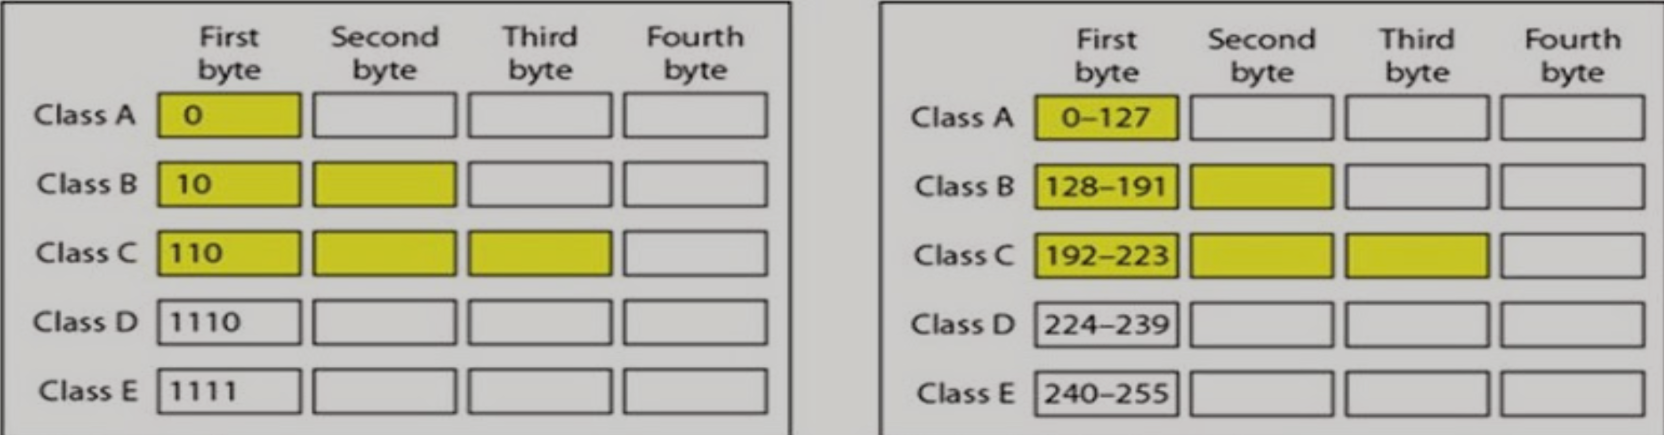 First Second Third Fourth
byte byte byte byte
Class A 0
Class B 10
Class C 110
Class D 1110
Class E 1111
First Second Third Fourth
byte byte byte byte
Class A 0–127
Class B 128–191
Class C 192–223
Class D 224–239
Class E 240–255